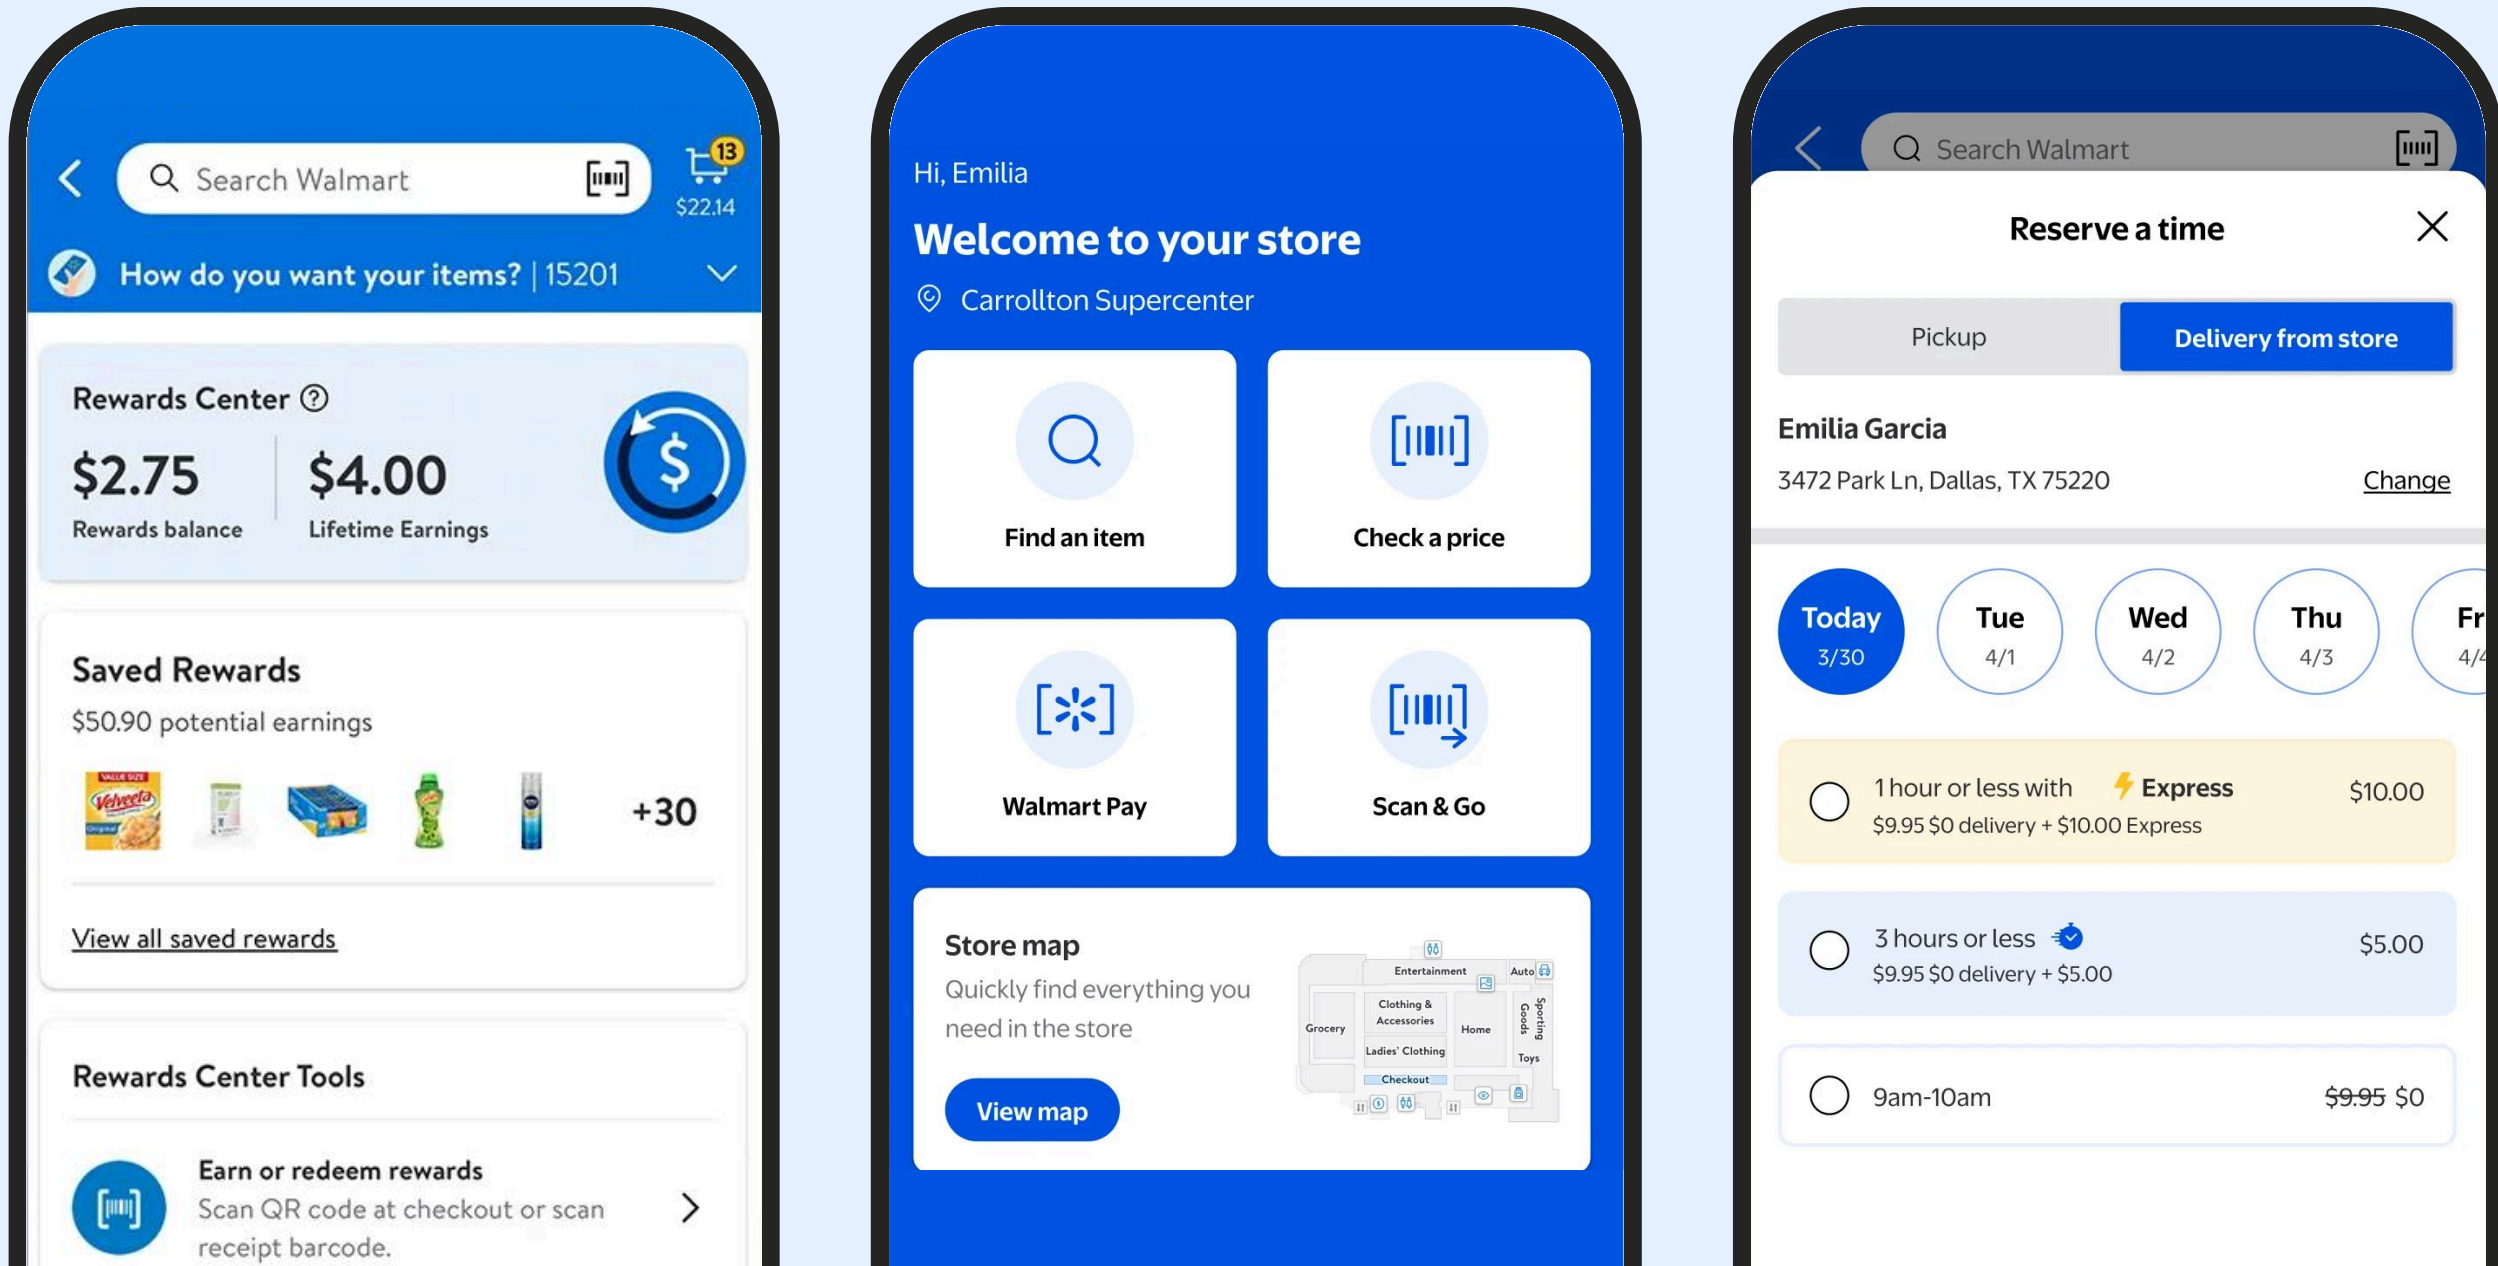 Search Walmart
13
$22.14
How do you want your items? | 15201
Rewards Center ?
$2.75
Rewards balance
$4.00
Lifetime Earnings
$
Saved Rewards
$50.90 potential earnings
VALUE SIZE
Velveeta
Original
+30
View all saved rewards
Rewards Center Tools
Earn or redeem rewards
Scan QR code at checkout or scan
receipt barcode.
Hi, Emilia
Welcome to your store
Carrollton Supercenter
Find an item
Check a price
Walmart Pay
Scan & Go
Store map
Quickly find everything you
need in the store
View map
Entertainment
Auto
Clothing &
Accessories
Grocery
Home
Sporting
Goods
Ladies' Clothing
Toys
Checkout
Search Walmart
Reserve a time
Pickup
Delivery from store
Emilia Garcia
3472 Park Ln, Dallas, TX 75220
Change
Today
3/30
Tue
4/1
Wed
4/2
Thu
4/3
Fr
4/4
1 hour or less with Express
$10.00
$9.95 $0 delivery + $10.00 Express
3 hours or less
$5.00
$9.95 $0 delivery + $5.00
9am-10am
$9.95 $0